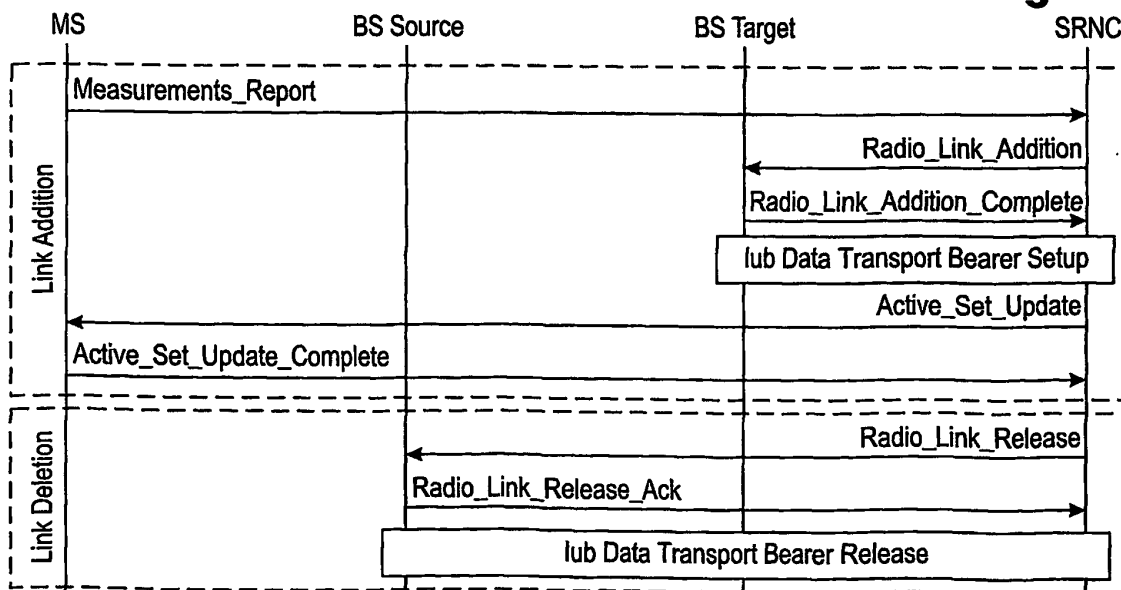 MS BS Source BS Target SRNC
Measurements_Report
Radio_Link_Addition
Radio_Link_Addition_Complete
Iub Data Transport Bearer Setup
Active_Set_Update
Active_Set_Update_Complete
Link Addition
Radio_Link_Release
Radio_Link_Release_Ack
Iub Data Transport Bearer Release
Link Deletion